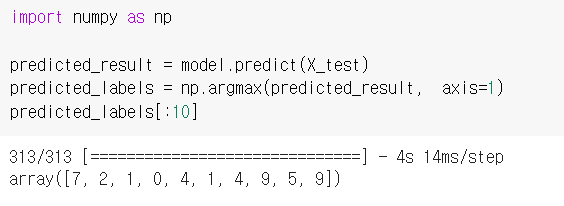 import numpy as np
predicted_result = model.predict(X_test)
predicted_labels = np.argmax(predicted_result,  axis=1)
predicted_labels[:10]
313/313 [==============================] - 4s 14ms/step
array([7, 2, 1, 0, 4, 1, 4, 9, 5, 9])